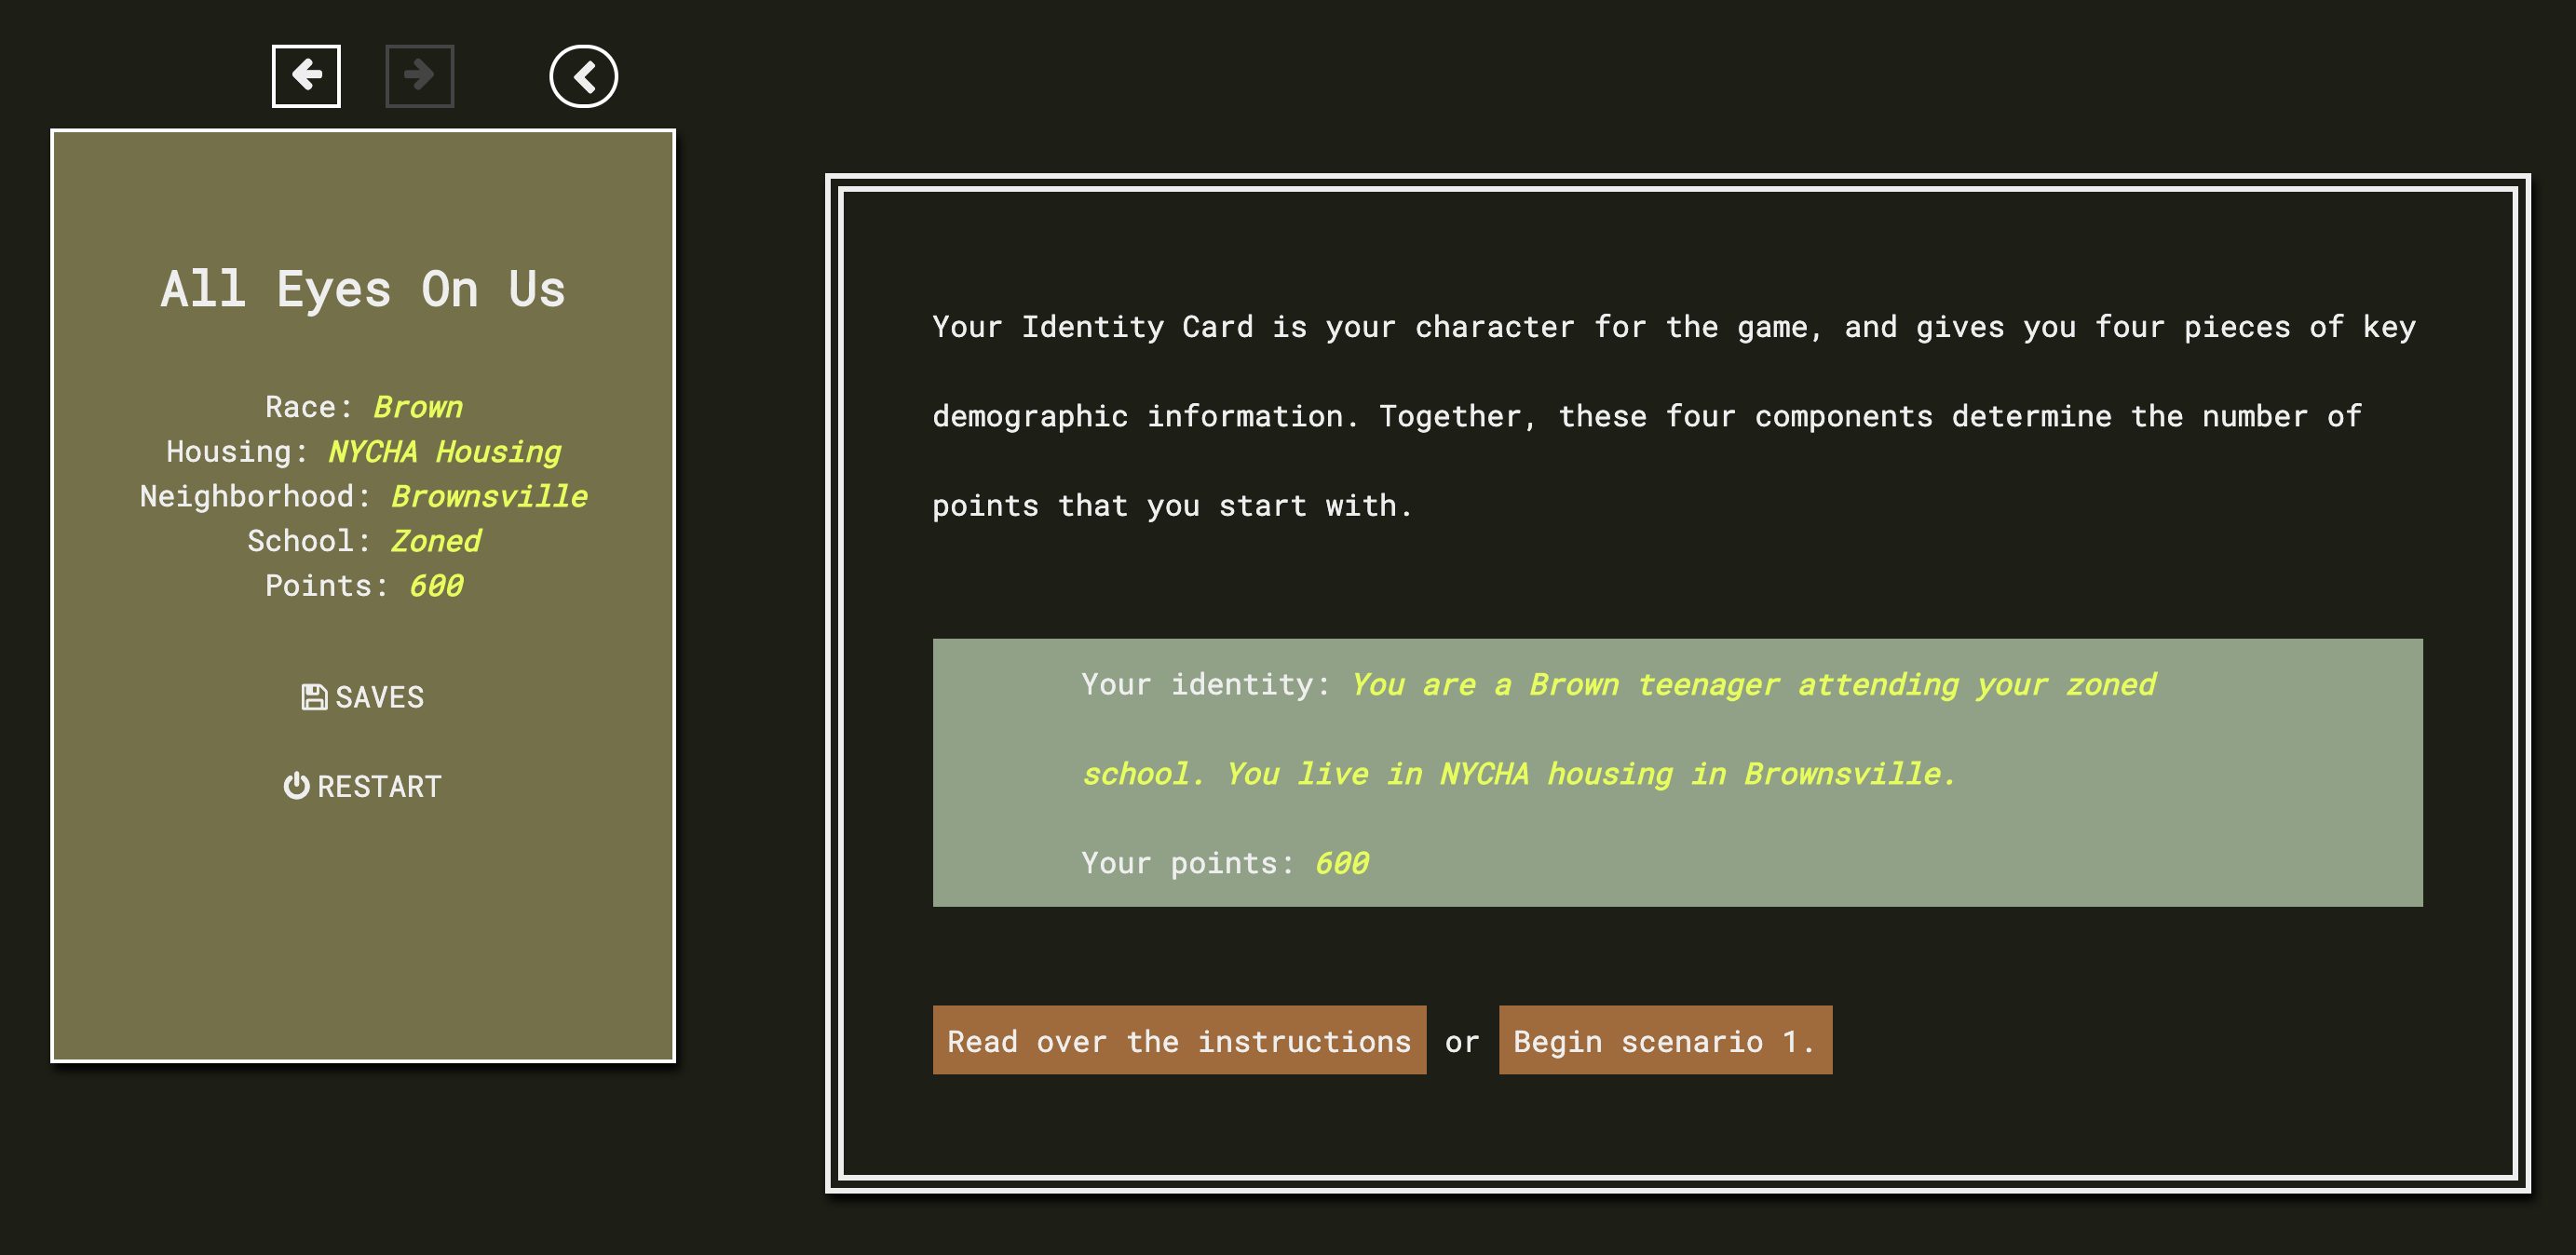 All Eyes On Us
Race: Brown
Housing: NYCHA Housing
Neighborhood: Brownsville
School: Zoned
Points: 600
SAVES
RESTART
Your Identity Card is your character for the game, and gives you four pieces of key
demographic information. Together, these four components determine the number of
points that you start with.
Your identity: You are a Brown teenager attending your zoned
school. You live in NYCHA housing in Brownsville.
Your points: 600
Read over the instructions or Begin scenario 1.